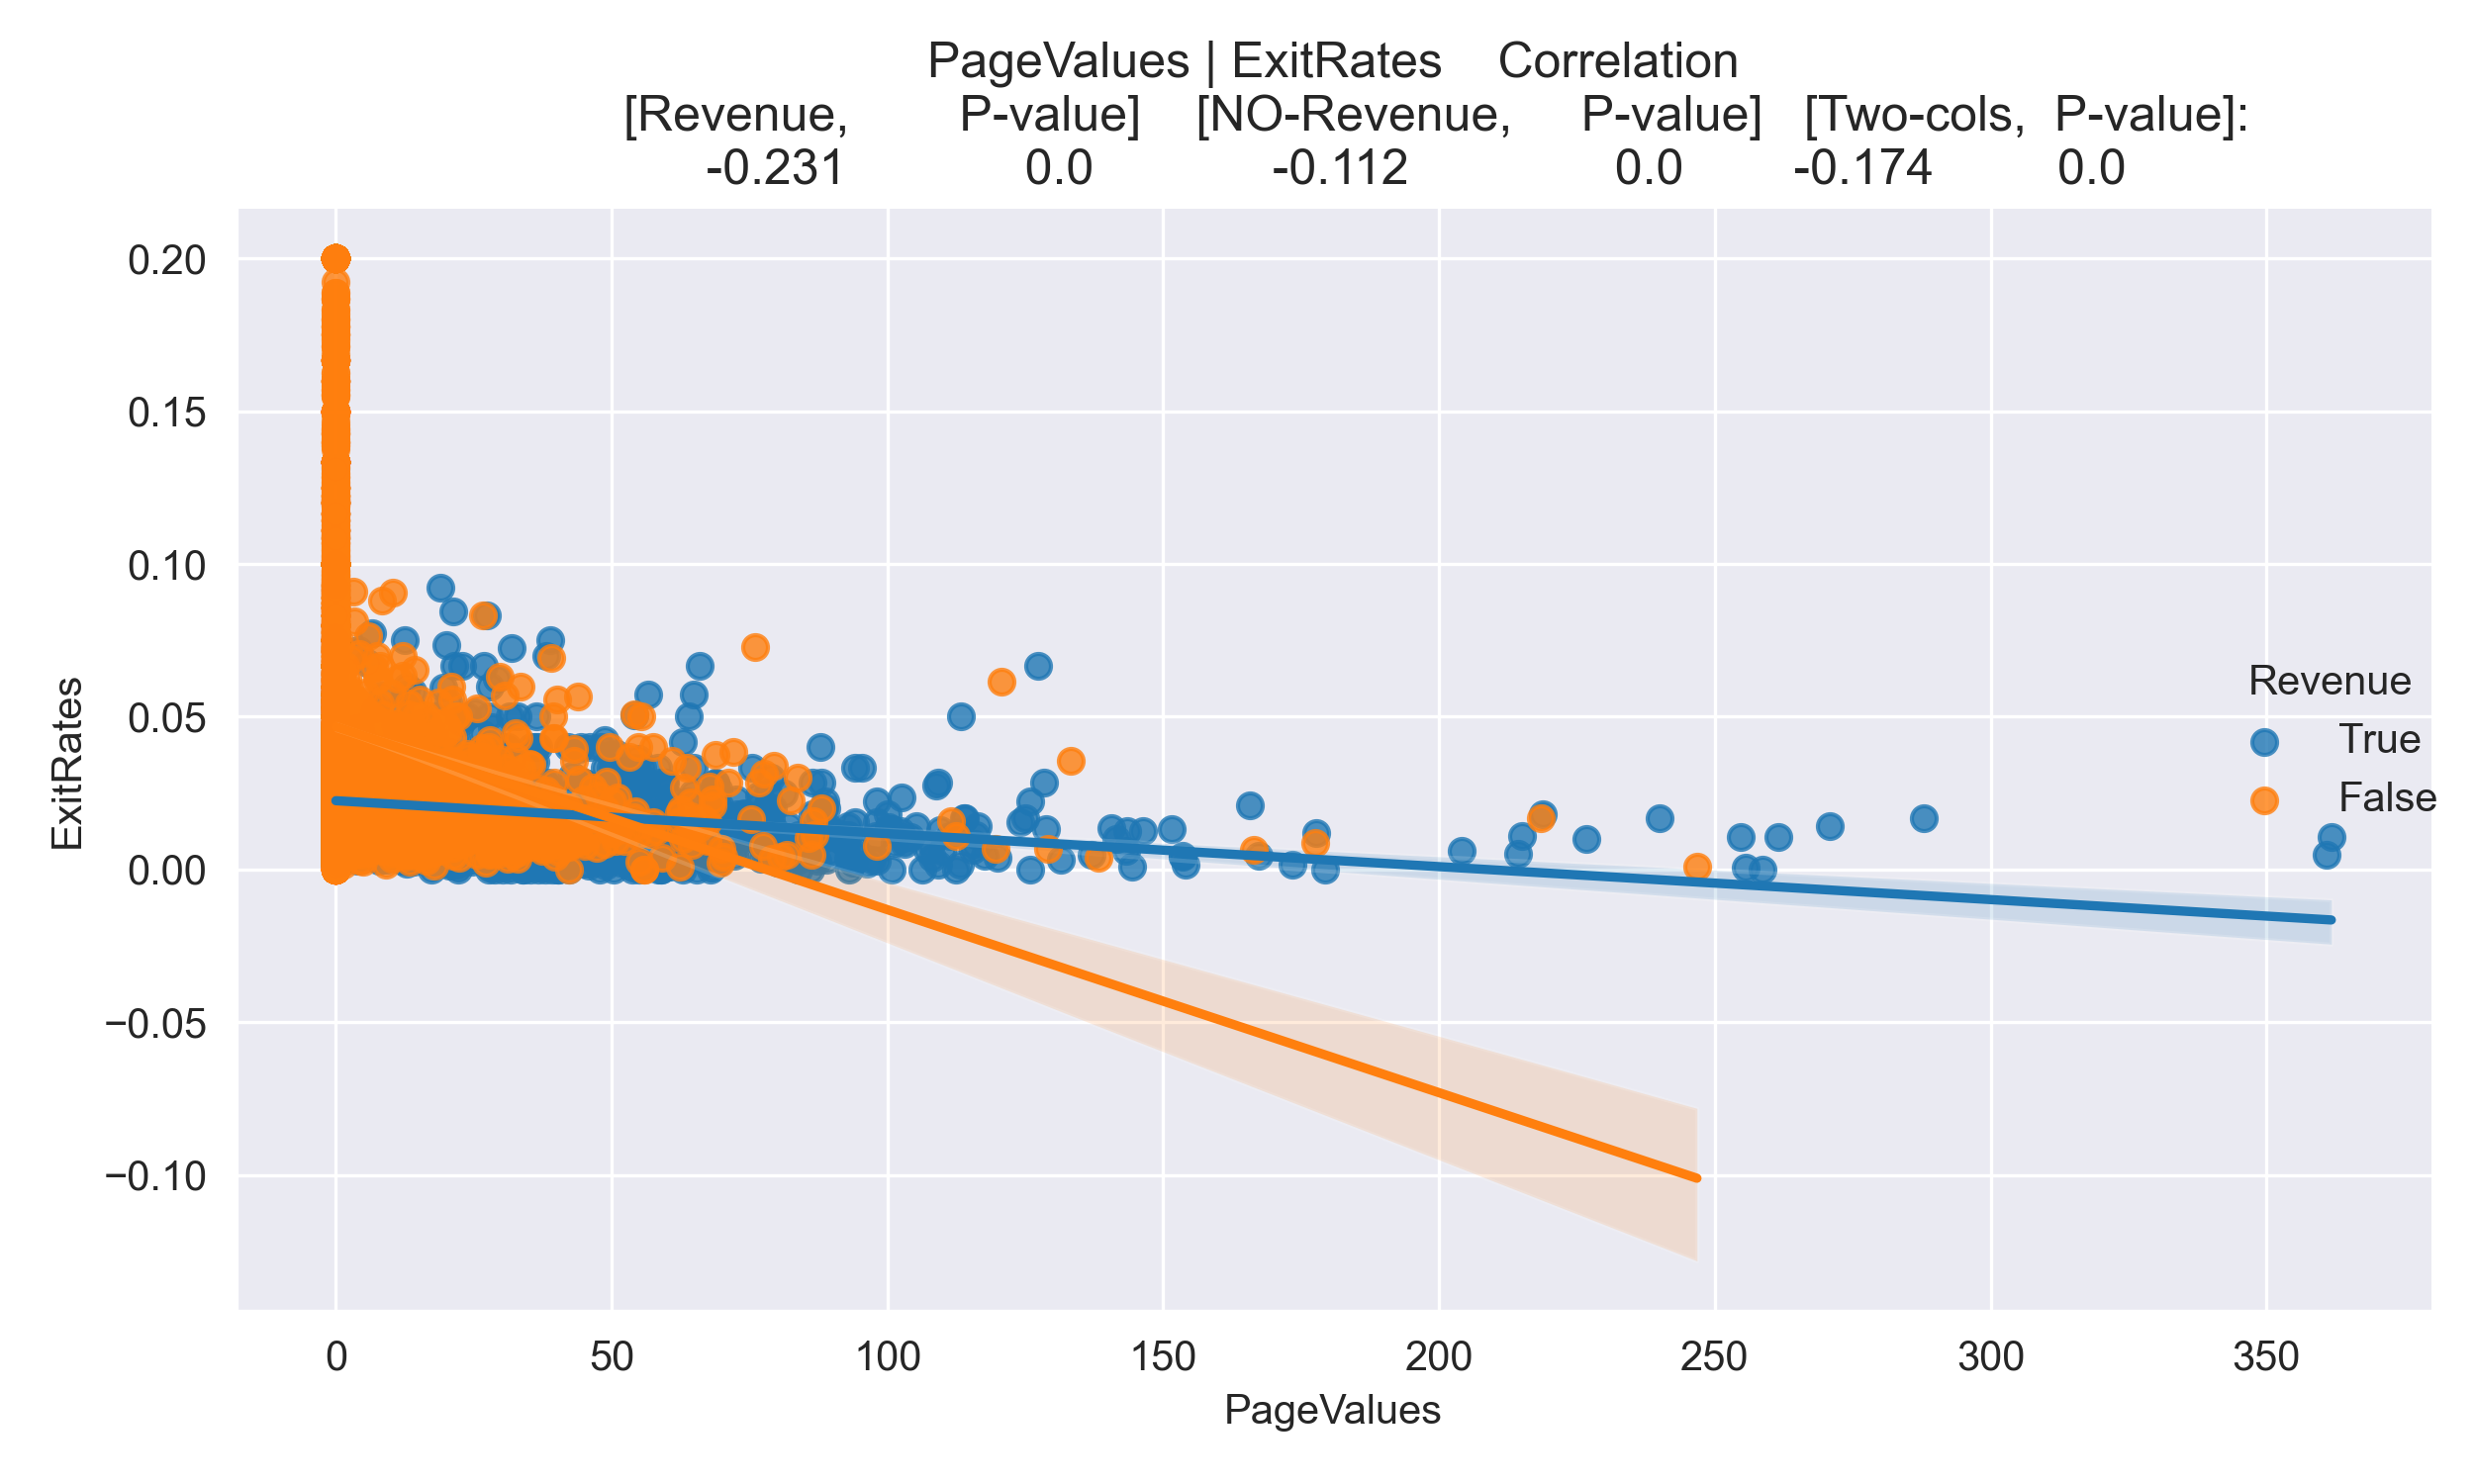 PageValues | ExitRates Correlation
[Revenue, P-value] [NO-Revenue, P-value] [Two-cols, P-value]:
-0.231 0.0 -0.112 0.0 -0.174 0.0
0.20
0.15
0.10
0.05
0.00
−0.05
−0.10
ExitRates
Revenue
True
False
0 50 100 150 200 250 300 350
PageValues